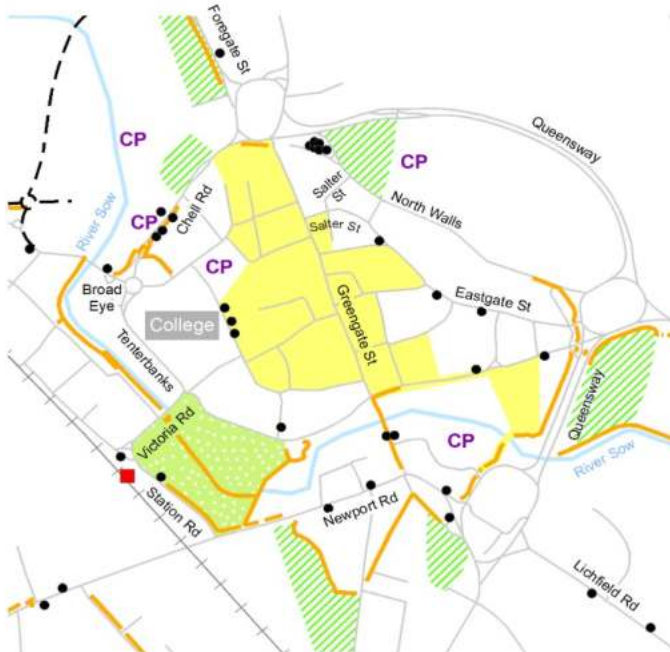 Foregate St
CP
Queensway
CP
Salter
St
North Walls
Chell Rd
CP
River Sow
Salter St
CP
Broad
Eye
Eastgate St
College
Greengate St
Tenterbanks
Queensway
Victoria Rd
CP
River Sow
Station Rd
Newport Rd
Lichfield Rd